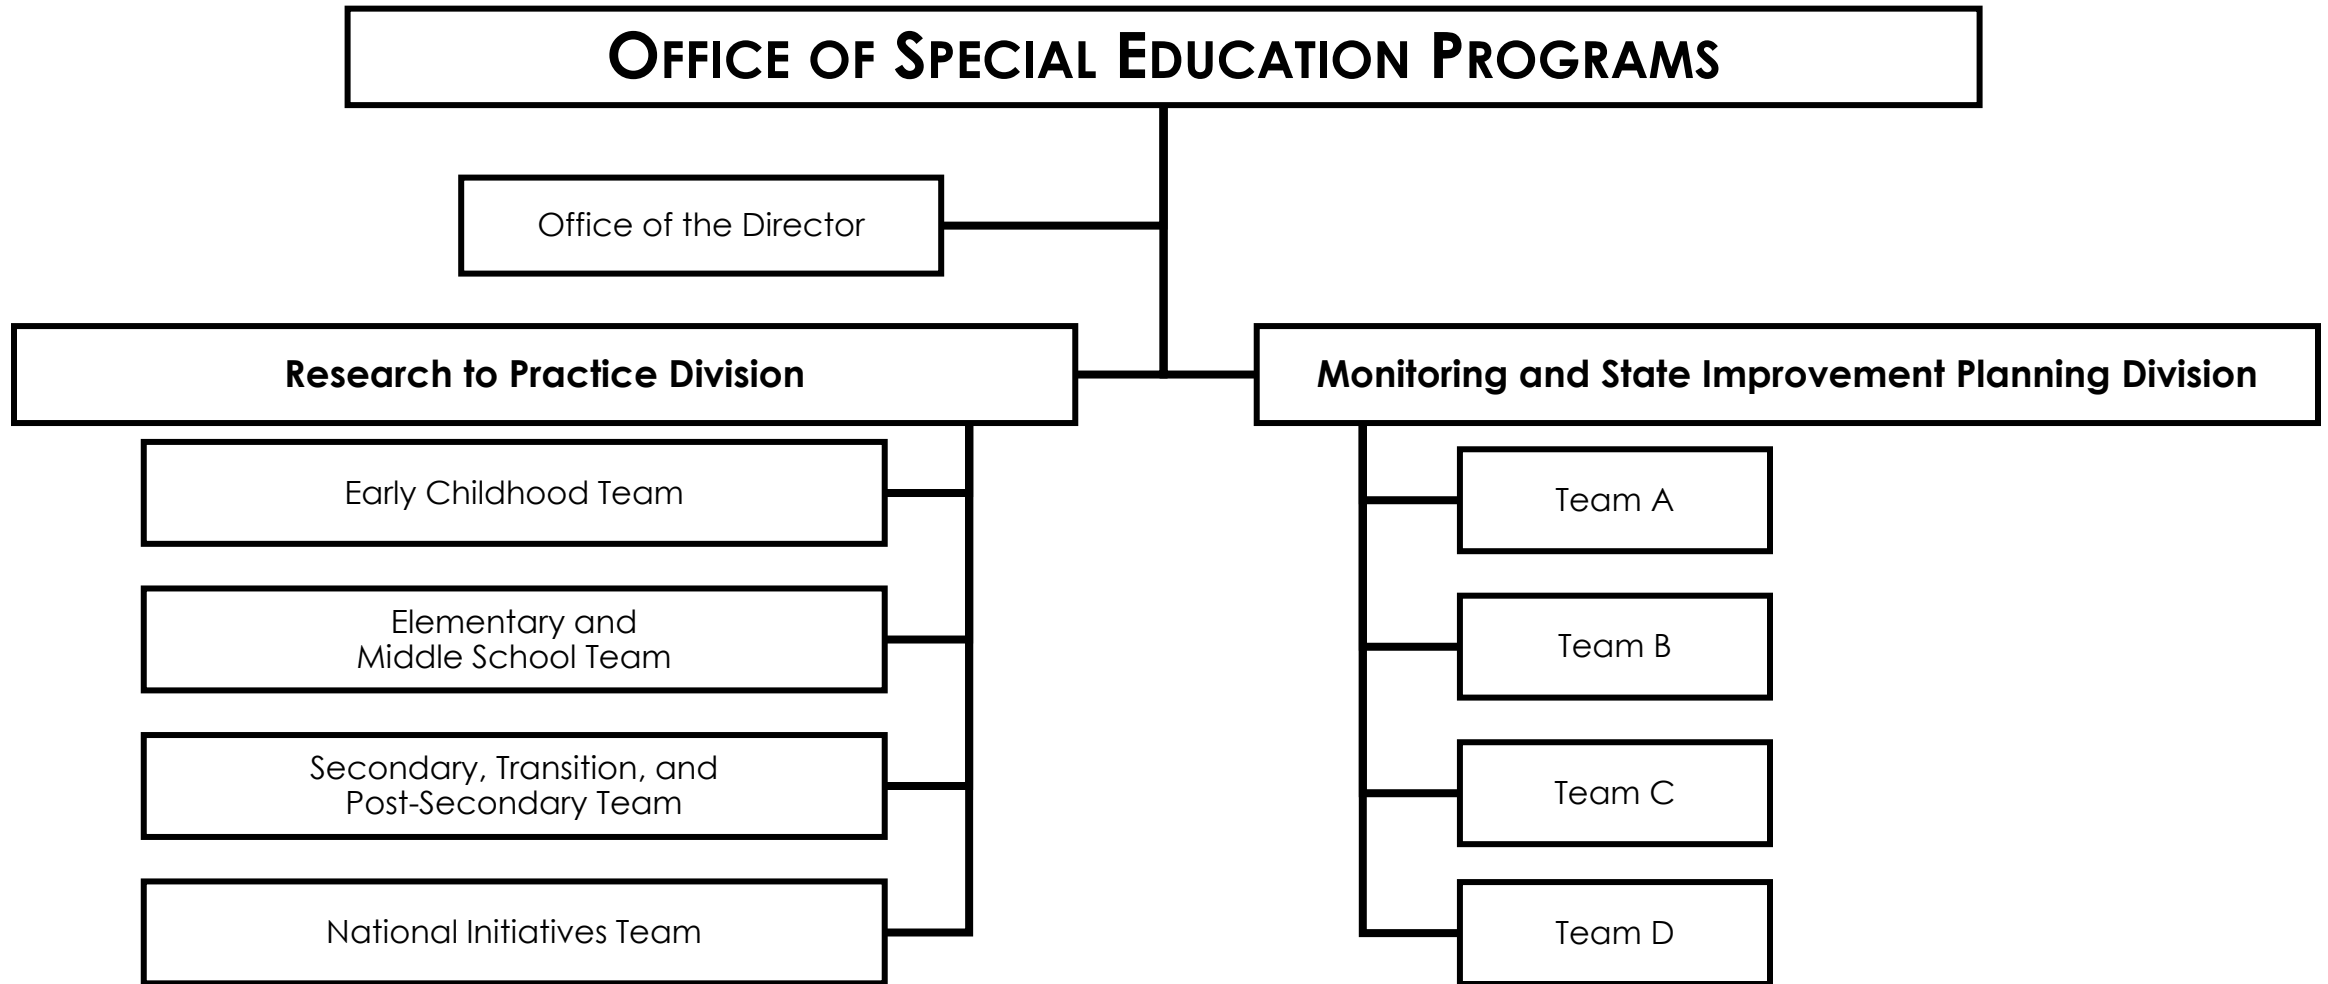 OFFICE OF SPECIAL EDUCATION PROGRAMS
Office of the Director
Research to Practice Division
Monitoring and State Improvement Planning Division
Early Childhood Team
Elementary and
Middle School Team
Secondary, Transition, and
Post-Secondary Team
National Initiatives Team
Team A
Team B
Team C
Team D